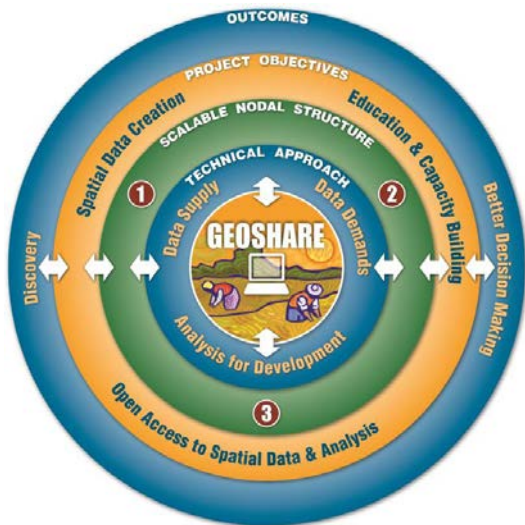 OUTCOMES
PROJECT OBJECTIVES
Spatial Data Creation
Education & Capacity Building
SCALABLE NODAL STRUCTURE
TECHNICAL APPROACH
1
2
Data Supply
Data Demands
GEOSHARE
Discovery
Better Decision Making
Analysis for Development
3
Open Access to Spatial Data & Analysis